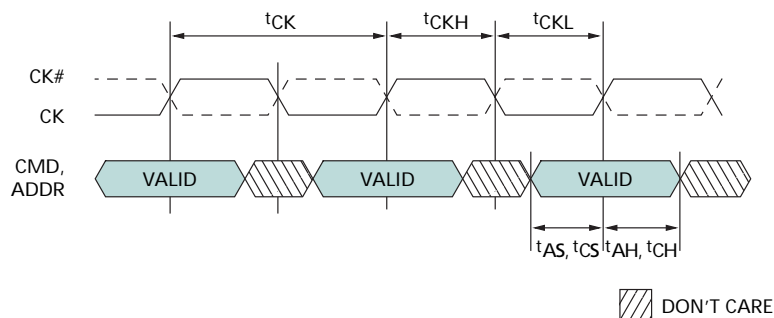 tCK tCKH tCKL
CK#
CK
CMD,
ADDR
VALID VALID VALID
tAS, tCS tAH, tCH
DON'T CARE